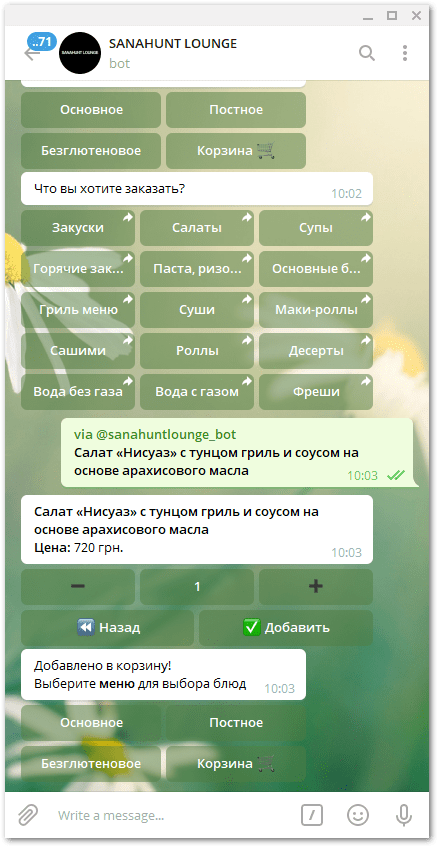 ..71
SANAHUNT LOUNGE
SANAHUNT LOUNGE
bot
Основное
Постное
Безглютеновое
Корзина 🛒
Что вы хотите заказать?
10:02
Закуски
Салаты
Супы
Горячие зак...
Паста, ризо...
Основные б...
Гриль меню
Суши
Маки-роллы
Сашими
Роллы
Десерты
Вода без газа
Вода с газом
Фреши
via @sanahuntlounge_bot
Салат «Нисуаз» с тунцом гриль и соусом на
основе арахисового масла
10:03
Салат «Нисуаз» с тунцом гриль и соусом на
основе арахисового масла
Цена: 720 грн.
10:03
➖
1
➕
⏪ Назад
✅ Добавить
Добавлено в корзину!
Выберите меню для выбора блюд
10:03
Основное
Постное
Безглютеновое
Корзина 🛒
Write a message...